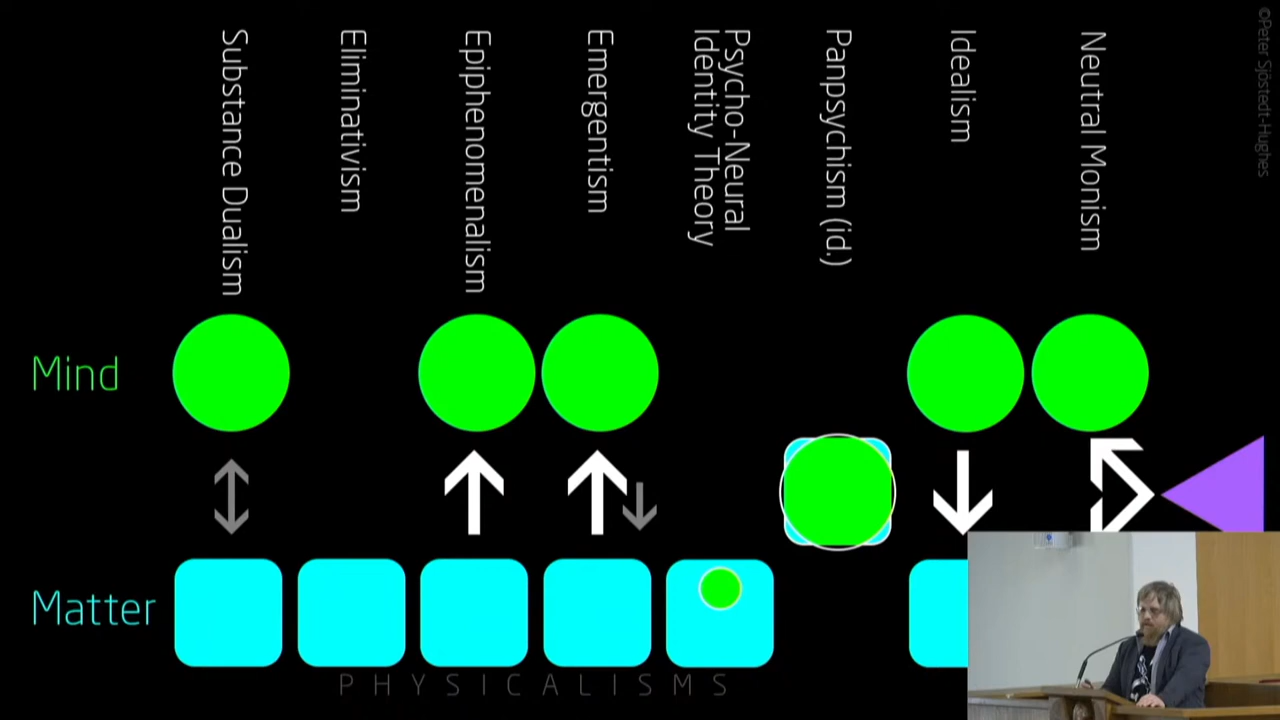 Substance Dualism
Eliminativism
Epiphenomenalism
Emergentism
Psycho-Neural
Identity Theory
Panpsychism (id.)
Idealism
Neutral Monism
©Peter Sjöstedt-Hughes
Mind
Matter
PHYSICALISMS